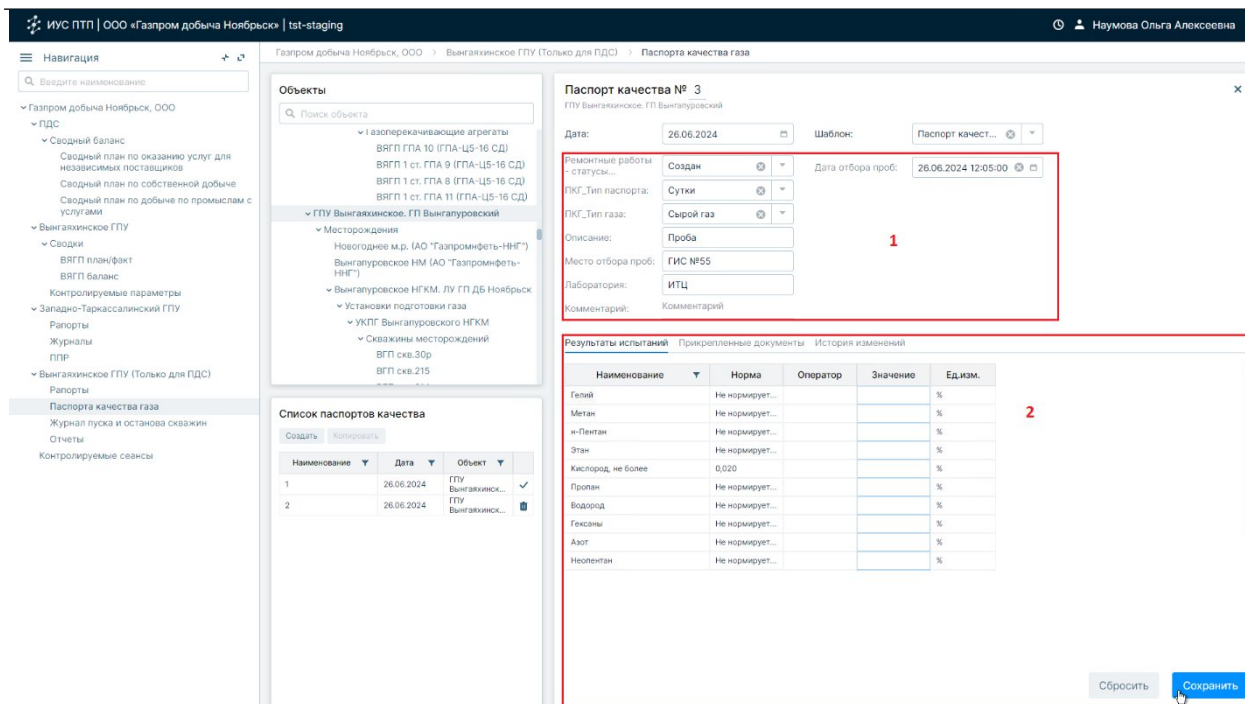 ИУС ПТП | ООО «Газпром добыча Ноябрьск» | tst-staging
Наумова Ольга Алексеевна
Навигация
Введите наименование
Газпром добыча Ноябрьск, ООО
ПДС
Сводный баланс
Сводный план по оказанию услуг для
независимых поставщиков
Сводный план по собственной добыче
Сводный план по добыче по промыслам с
услугами
Вынгаяхинское ГПУ
Сводки
ВЯГП план/факт
ВЯГП баланс
Контролируемые параметры
Западно-Таркассалинский ГПУ
Рапорты
Журналы
ППР
Вынгаяхинское ГПУ (Только для ПДС)
Рапорты
Паспорта качества газа
Журнал пуска и останова скважин
Отчеты
Контролируемые сеансы
Газпром добыча Ноябрьск, ООО > Вынгаяхинское ГПУ (Только для ПДС) > Паспорта качества газа
Объекты
Поиск объекта
Газоперекачивающие агрегаты
ВЯГП ГПА 10 (ГПА-Ц5-16 СД)
ВЯГП 1 ст. ГПА 9 (ГПА-Ц5-16 СД)
ВЯГП 1 ст. ГПА 8 (ГПА-Ц5-16 СД)
ВЯГП 1 ст. ГПА 11 (ГПА-Ц5-16 СД)
ГПУ Вынгаяхинское. ГП Вынгапуровский
Месторождения
Новогоднее м.р. (АО "Газпромнфеть-ННГ")
Вынгапуровское НМ (АО "Газпромнфеть-
ННГ")
Вынгапуровское НГКМ. ЛУ ГП ДБ Ноябрьск
Установки подготовки газа
УКПГ Вынгапуровского НГКМ
Скважины месторождений
ВГП скв.30р
ВГП скв.215
Список паспортов качества
Создать Копировать
Наименование Дата Объект
1 26.06.2024 ГПУ
Вынгаяхинск...
2 26.06.2024 ГПУ
Вынгаяхинск...
Паспорт качества № 3
ГПУ Вынгаяхинское. ГП Вынгапуровский
Дата: 26.06.2024 Шаблон: Паспорт качест...
Ремонтные работы
- статусы... Создан Дата отбора проб: 26.06.2024 12:05:00
ПКГ_Тип паспорта: Сутки
ПКГ_Тип газа: Сырой газ
Описание: Проба
1
Место отбора проб: ГИС №55
Лаборатория: ИТЦ
Комментарий: Комментарий
Результаты испытаний Прикрепленные документы История изменений
Наименование Норма Оператор Значение Ед.изм.
Гелий Не нормирует... %
Метан Не нормирует... %
2
н-Пентан Не нормирует... %
Этан Не нормирует... %
Кислород, не более 0,020 %
Пропан Не нормирует... %
Водород Не нормирует... %
Гексаны Не нормирует... %
Азот Не нормирует... %
Неопентан Не нормирует... %
Сбросить Сохранить